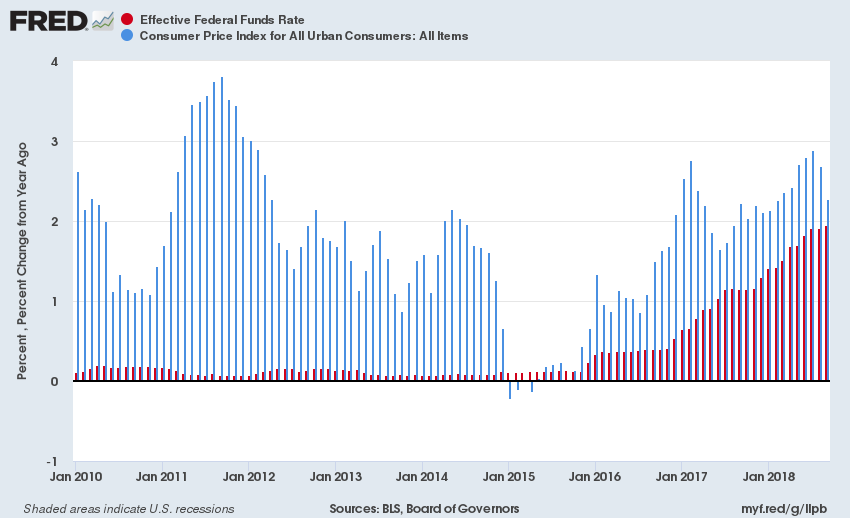 FRED
Effective Federal Funds Rate
Consumer Price Index for All Urban Consumers: All Items
Percent , Percent Change from Year Ago
4
3
2
1
0
-1
Jan 2010 Jan 2011 Jan 2012 Jan 2013 Jan 2014 Jan 2015 Jan 2016 Jan 2017 Jan 2018
Shaded areas indicate U.S. recessions Sources: BLS, Board of Governors myf.red/g/lIpb